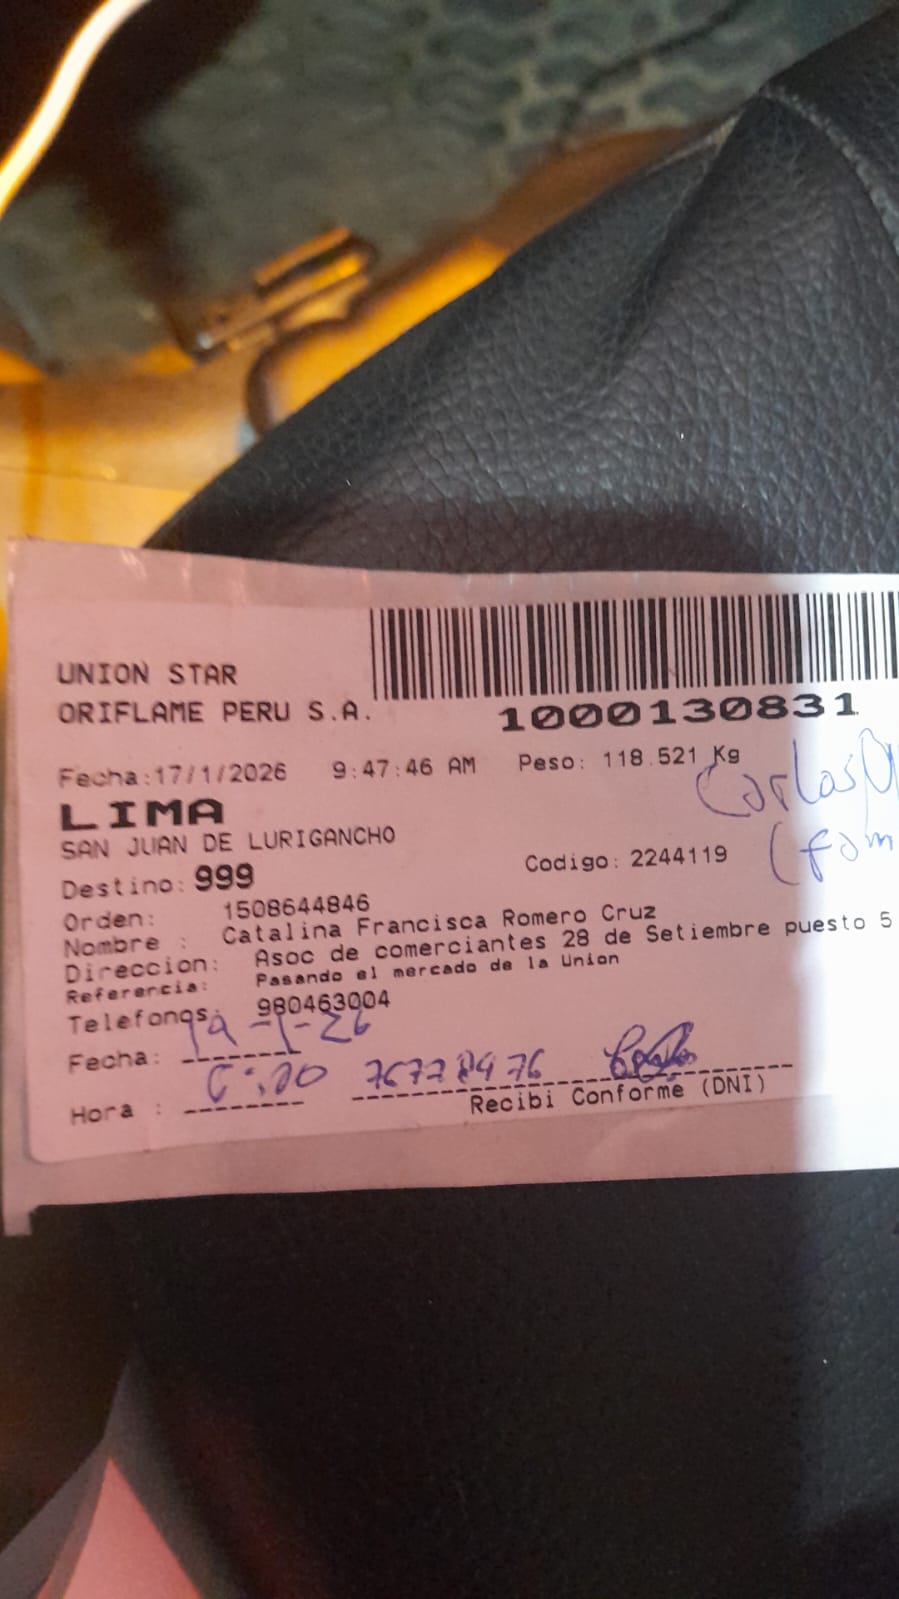 UNION STAR
ORIFLAME PERU S.A.
1000130831
Fecha:17/1/2026 9:47:46 AM Peso: 118.521 Kg
LIMA
SAN JUAN DE LURIGANCHO
Carlos
Destino: 999 Codigo: 2244119
Orden: 1508644846
Nombre : Catalina Francisca Romero Cruz
Direccion: Asoc de comerciantes 28 de Setiembre puesto 5
Referencia: Pasando el mercado de la Union
Telefonos: 980463004
Fecha: 19-1-26
Hora : 76778976
Recibi Conforme (DNI)